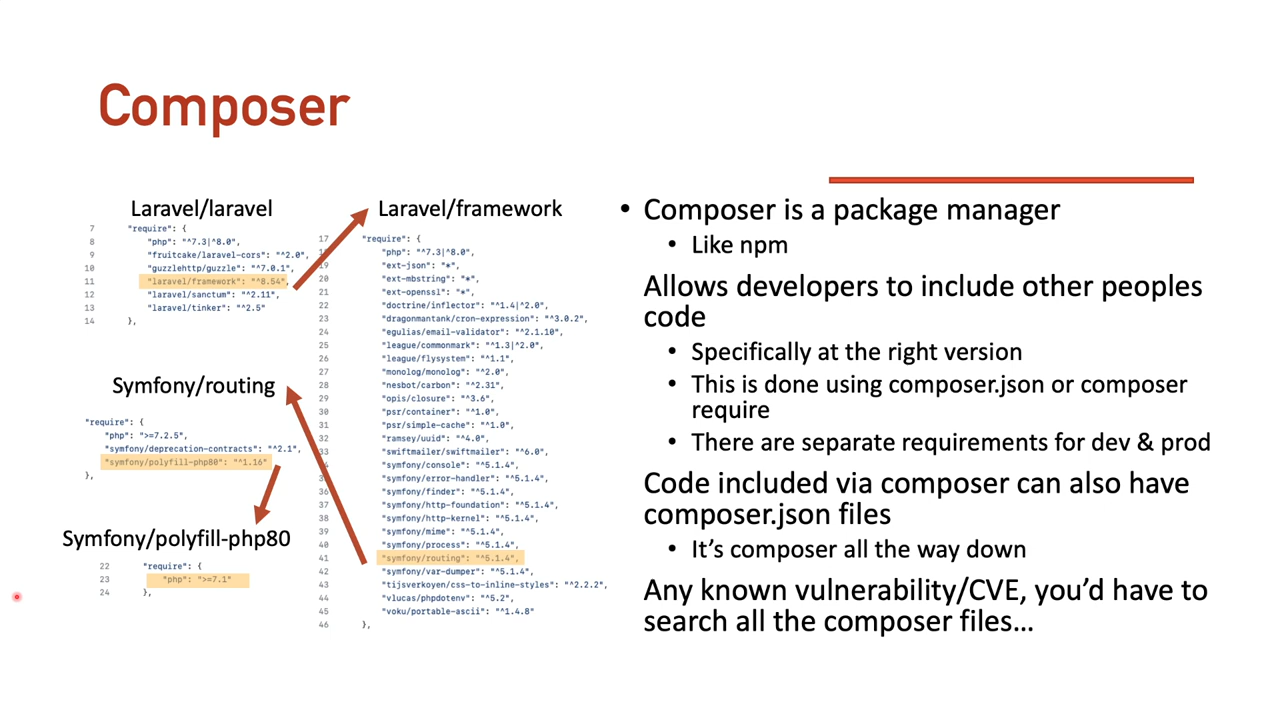 Composer
Laravel/laravel
7 "require": {
8 "php": "^7.3|^8.0",
9 "fruitcake/laravel-cors": "^2.0",
10 "guzzlehttp/guzzle": "^7.0.1",
11 "laravel/framework": "^8.54",
12 "laravel/sanctum": "^2.11",
13 "laravel/tinker": "^2.5"
14 },
Symfony/routing
"require": {
"php": ">=7.2.5",
"symfony/deprecation-contracts": "^2.1",
"symfony/polyfill-php80": "^1.16"
},
Symfony/polyfill-php80
22 "require": {
23 "php": ">=7.1"
24 },
Laravel/framework
17 "require": {
"php": "^7.3|^8.0",
19 "ext-json": "*",
20 "ext-mbstring": "*",
21 "ext-openssl": "*",
22 "doctrine/inflector": "^1.4|^2.0",
23 "dragonmantank/cron-expression": "^3.0.2",
24 "egulias/email-validator": "^2.1.10",
25 "league/commonmark": "^1.3|^2.0",
26 "league/flysystem": "^1.1",
27 "monolog/monolog": "^2.0",
28 "nesbot/carbon": "^2.31",
29 "opis/closure": "^3.6",
30 "psr/container": "^1.0",
31 "psr/simple-cache": "^1.0",
32 "ramsey/uuid": "^4.0",
33 "swiftmailer/swiftmailer": "^6.0",
"symfony/console": "^5.1.4",
"symfony/error-handler": "^5.1.4",
36 "symfony/finder": "^5.1.4",
37 "symfony/http-foundation": "^5.1.4",
38 "symfony/http-kernel": "^5.1.4",
39 "symfony/mime": "^5.1.4",
40 "symfony/process": "^5.1.4",
41 "symfony/routing": "^5.1.4",
42 "symfony/var-dumper": "^5.1.4",
43 "tijsverkoyen/css-to-inline-styles": "^2.2.2",
44 "vlucas/phpdotenv": "^5.2",
45 "voku/portable-ascii": "^1.4.8"
46 },
• Composer is a package manager
• Like npm
Allows developers to include other peoples
code
• Specifically at the right version
• This is done using composer.json or composer
require
• There are separate requirements for dev & prod
Code included via composer can also have
composer.json files
• It's composer all the way down
Any known vulnerability/CVE, you'd have to
search all the composer files…